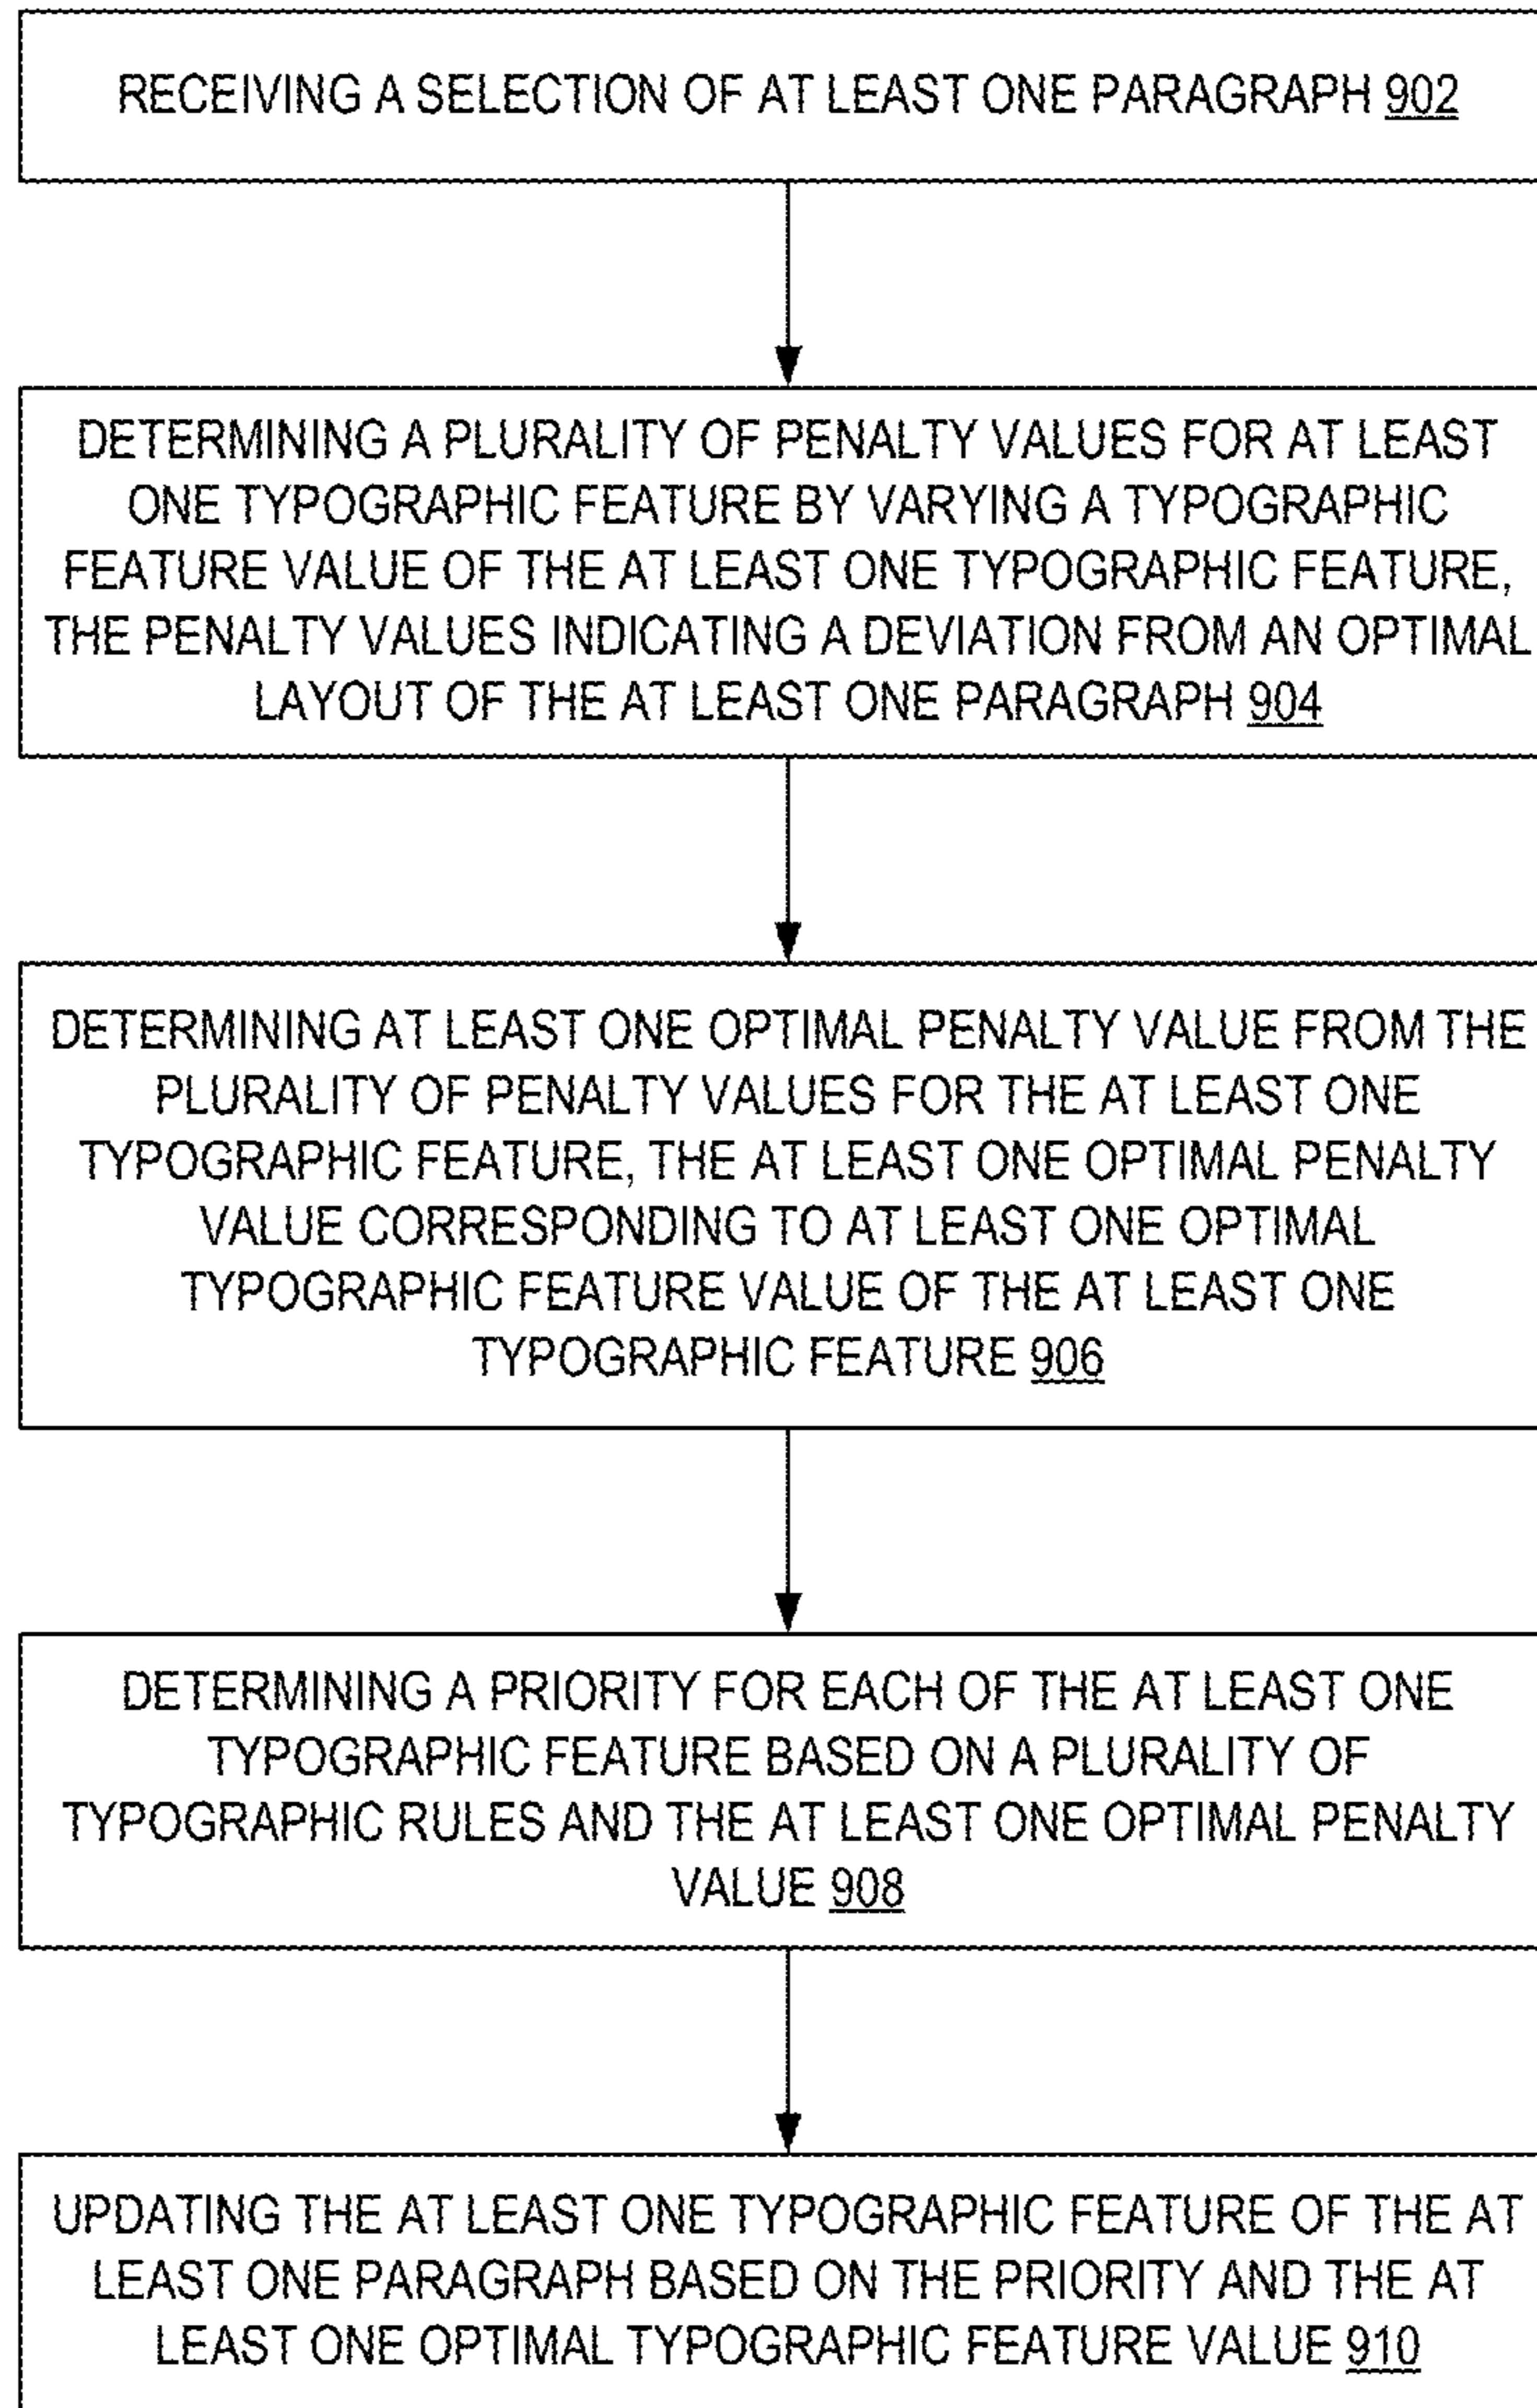 RECEIVING A SELECTION OF AT LEAST ONE PARAGRAPH 902
DETERMINING A PLURALITY OF PENALTY VALUES FOR AT LEAST
ONE TYPOGRAPHIC FEATURE BY VARYING A TYPOGRAPHIC
FEATURE VALUE OF THE AT LEAST ONE TYPOGRAPHIC FEATURE,
THE PENALTY VALUES INDICATING A DEVIATION FROM AN OPTIMAL
LAYOUT OF THE AT LEAST ONE PARAGRAPH 904
DETERMINING AT LEAST ONE OPTIMAL PENALTY VALUE FROM THE
PLURALITY OF PENALTY VALUES FOR THE AT LEAST ONE
TYPOGRAPHIC FEATURE, THE AT LEAST ONE OPTIMAL PENALTY
VALUE CORRESPONDING TO AT LEAST ONE OPTIMAL
TYPOGRAPHIC FEATURE VALUE OF THE AT LEAST ONE
TYPOGRAPHIC FEATURE 906
DETERMINING A PRIORITY FOR EACH OF THE AT LEAST ONE
TYPOGRAPHIC FEATURE BASED ON A PLURALITY OF
TYPOGRAPHIC RULES AND THE AT LEAST ONE OPTIMAL PENALTY
VALUE 908
UPDATING THE AT LEAST ONE TYPOGRAPHIC FEATURE OF THE AT
LEAST ONE PARAGRAPH BASED ON THE PRIORITY AND THE AT
LEAST ONE OPTIMAL TYPOGRAPHIC FEATURE VALUE 910